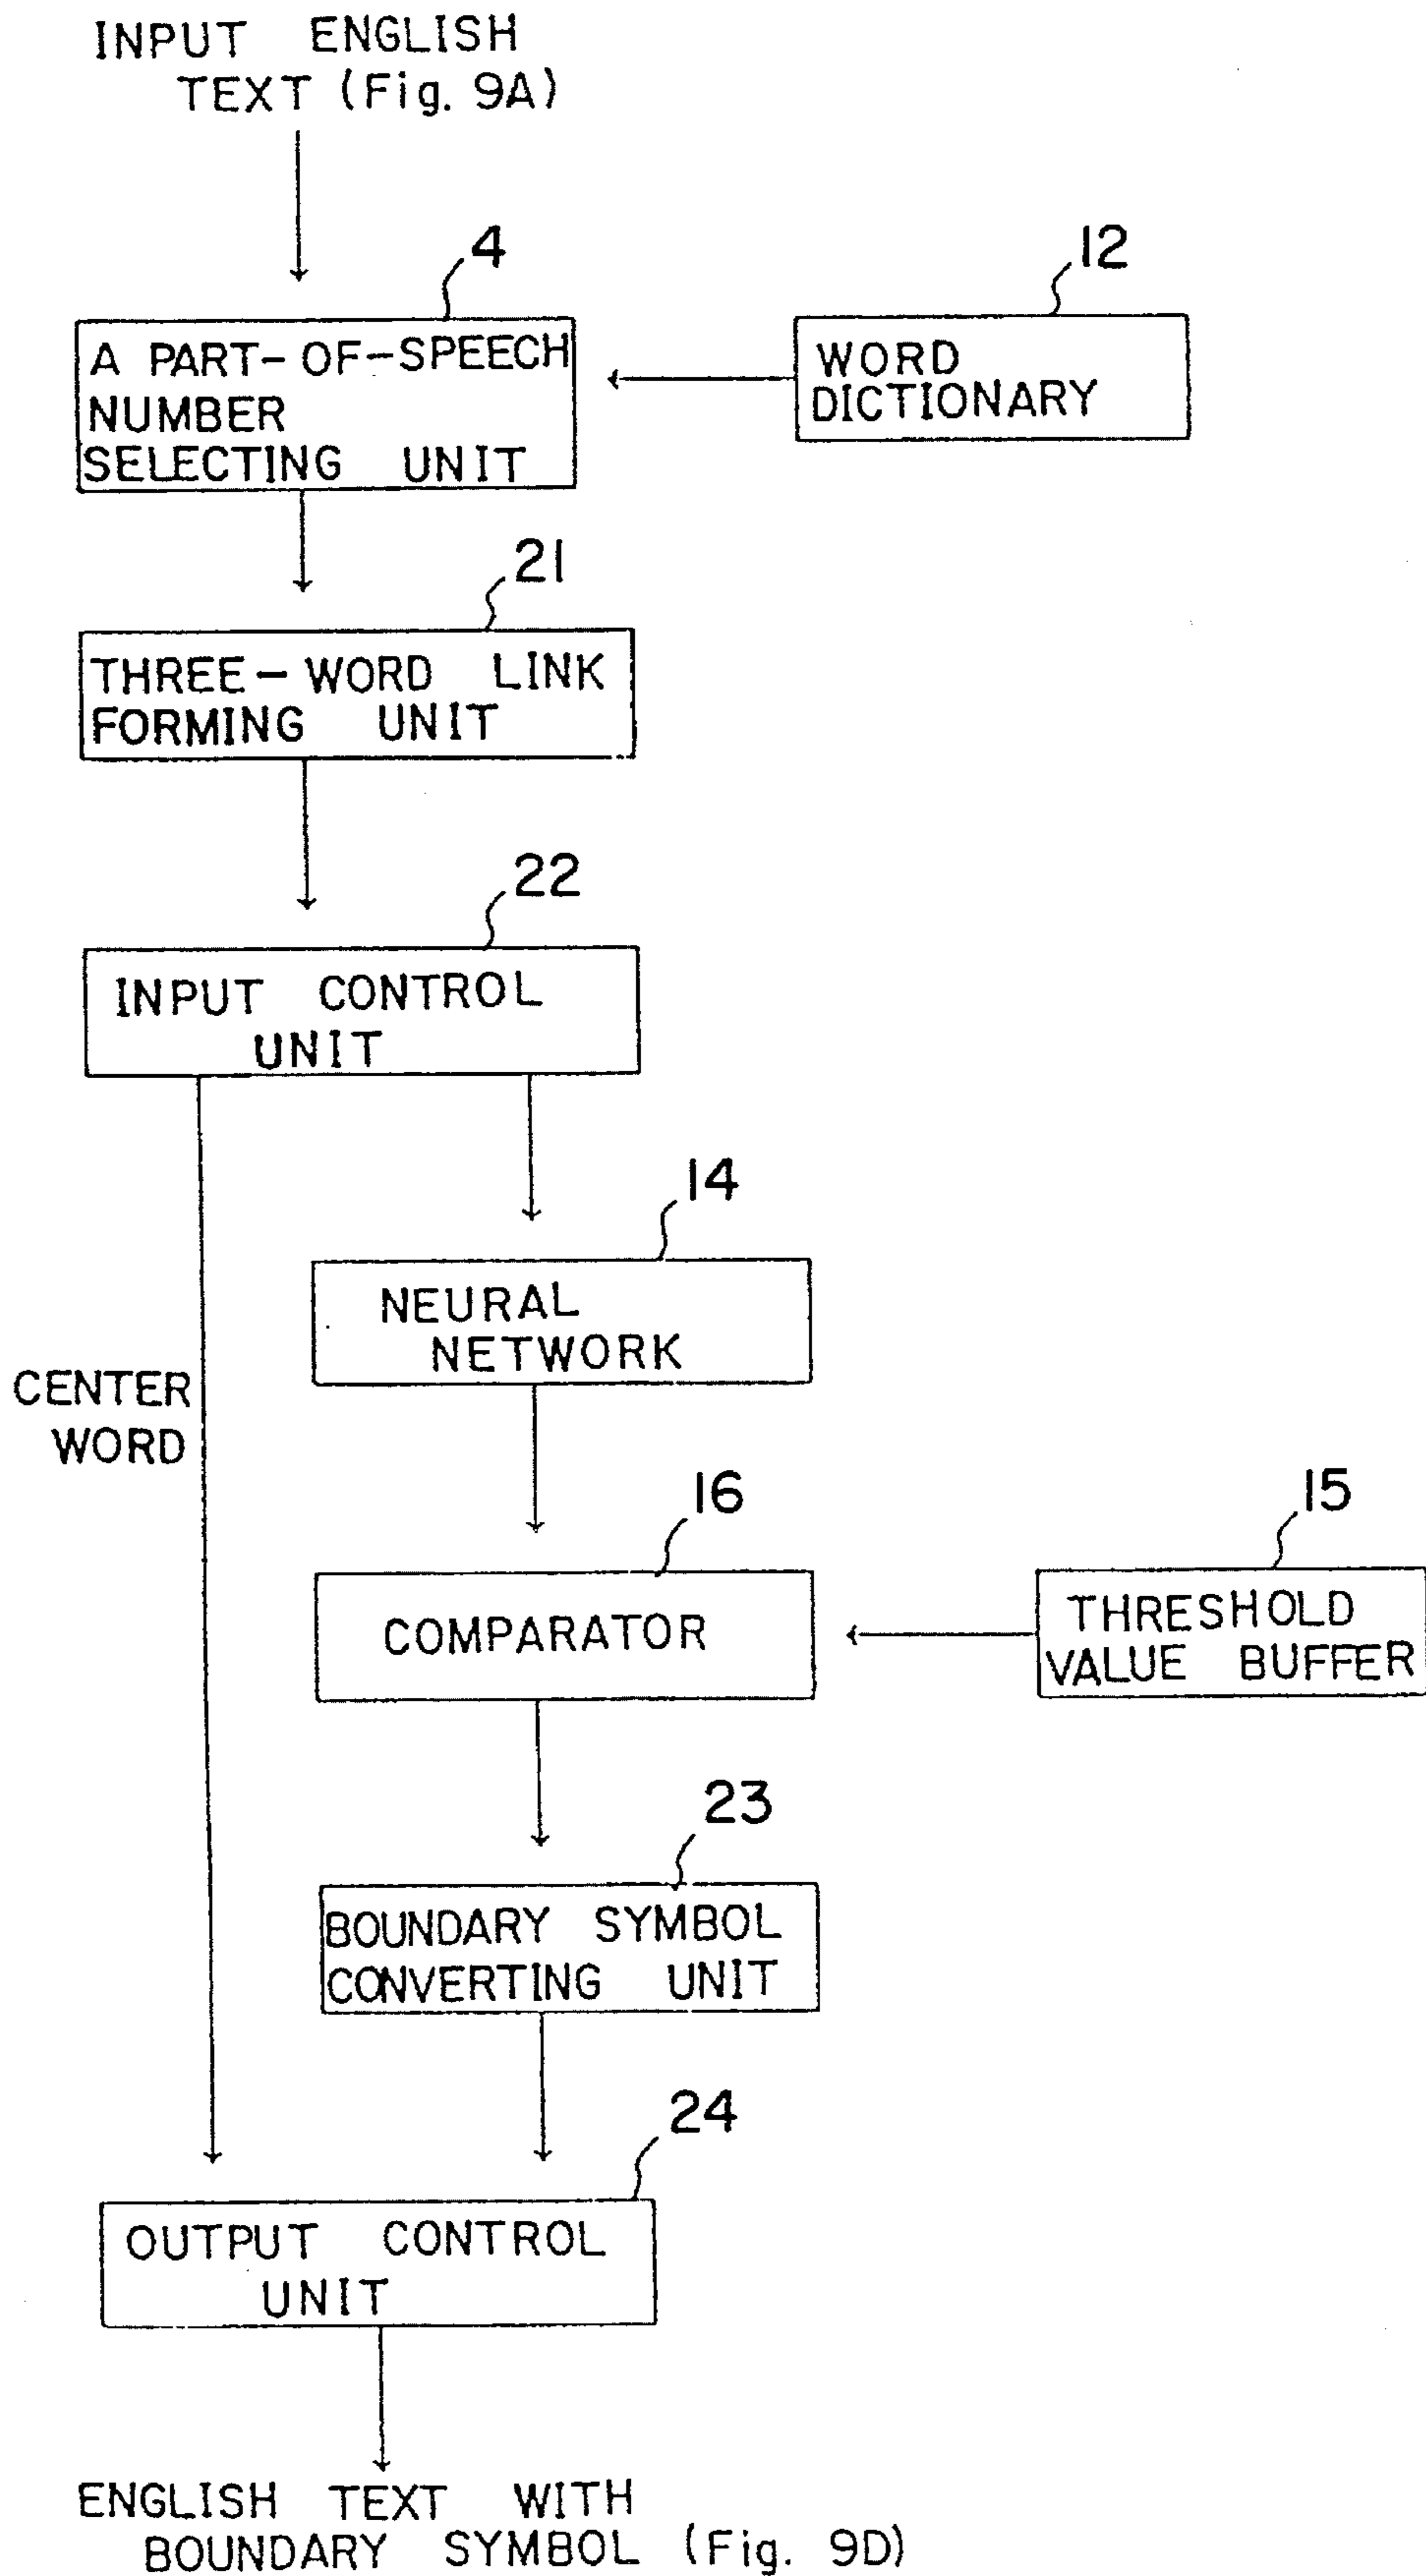 INPUT ENGLISH
TEXT (Fig. 9A)
4
12
A PART-OF-SPEECH
NUMBER
SELECTING UNIT
WORD
DICTIONARY
21
THREE-WORD LINK
FORMING UNIT
22
INPUT CONTROL
UNIT
14
NEURAL
NETWORK
CENTER
WORD
16
15
COMPARATOR
THRESHOLD
VALUE BUFFER
23
BOUNDARY SYMBOL
CONVERTING UNIT
24
OUTPUT CONTROL
UNIT
ENGLISH TEXT WITH
BOUNDARY SYMBOL (Fig. 9D)